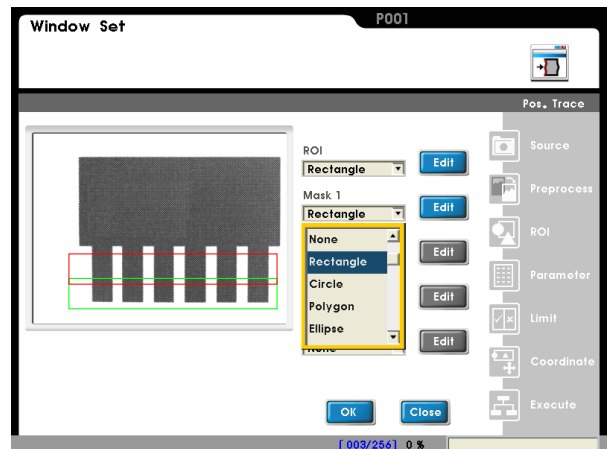 Window Set
P001
Pos. Trace
ROI
Rectangle
Edit
Mask 1
Rectangle
Edit
None
Rectangle
Circle
Polygon
Ellipse
Edit
Edit
Edit
None
OK
Close
Source
Preprocess
ROI
Parameter
Limit
Coordinate
Execute
[003/256] 0 %